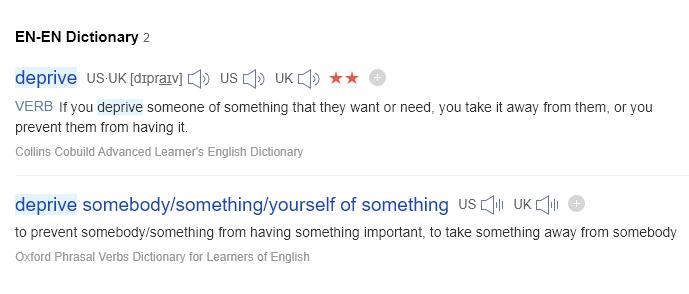 EN-EN Dictionary 2
deprive US·UK [dɪpraɪv] US UK
VERB If you deprive someone of something that they want or need, you take it away from them, or you
prevent them from having it.
Collins Cobuild Advanced Learner's English Dictionary
deprive somebody/something/yourself of something US UK
to prevent somebody/something from having something important, to take something away from somebody
Oxford Phrasal Verbs Dictionary for Learners of English